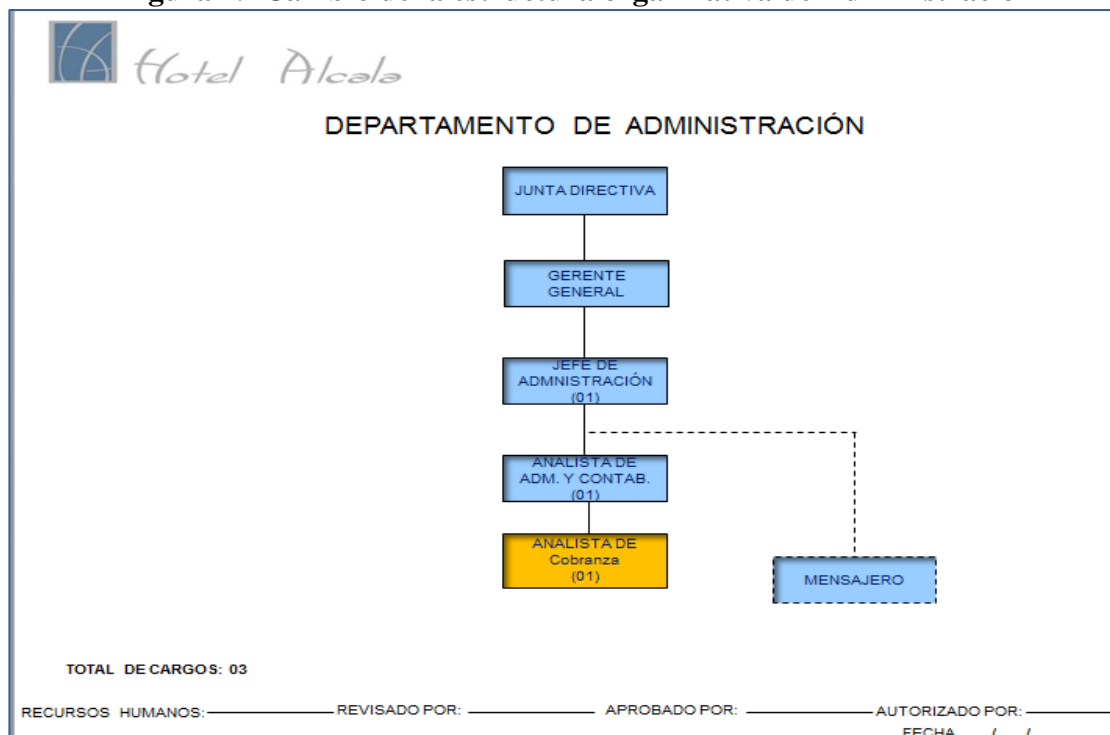 Hotel Alcala
DEPARTAMENTO DE ADMINISTRACIÓN
JUNTA DIRECTIVA
GERENTE
GENERAL
JEFE DE
ADMNISTRACIÓN
(01)
ANALISTA DE
ADM. Y CONTAB.
(01)
ANALISTA DE
Cobranza
(01)
MENSAJERO
TOTAL DE CARGOS: 03
RECURSOS HUMANOS: REVISADO POR: APROBADO POR: AUTORIZADO POR:
FECHA / /